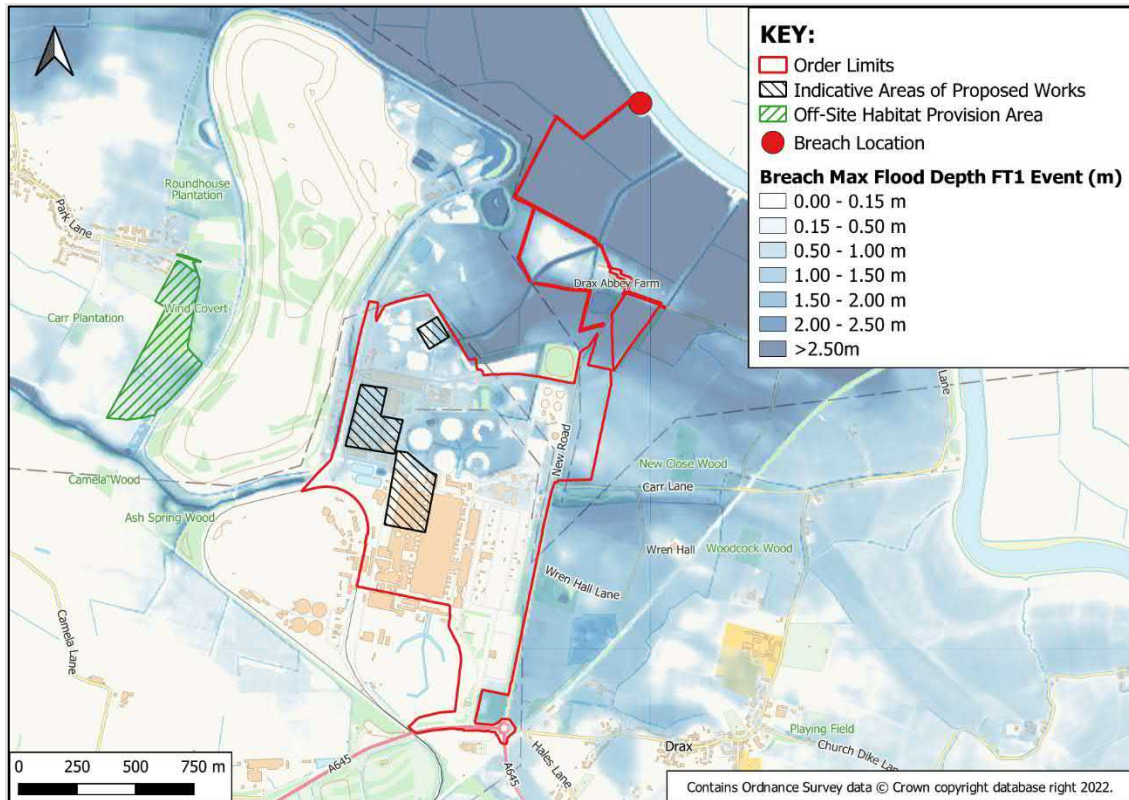 KEY:
Order Limits
Indicative Areas of Proposed Works
Off-Site Habitat Provision Area
Breach Location
Breach Max Flood Depth FT1 Event (m)
0.00 - 0.15 m
0.15 - 0.50 m
0.50 - 1.00 m
1.00 - 1.50 m
1.50 - 2.00 m
2.00 - 2.50 m
>2.50m
Roundhouse
Plantation
Park Lane
Wind Covert
Carr Plantation
Drax Abbey Farm
Lane
New Road
New Close Wood
Carr Lane
Camela Wood
Ash Spring Wood
Wren Hall
Woodcock Wood
Wren Hall Lane
Camela Lane
Playing Field
Drax
Church Dike Lane
Hales Lane
A645
A645
0 250 500 750 m
Contains Ordnance Survey data © Crown copyright database right 2022.